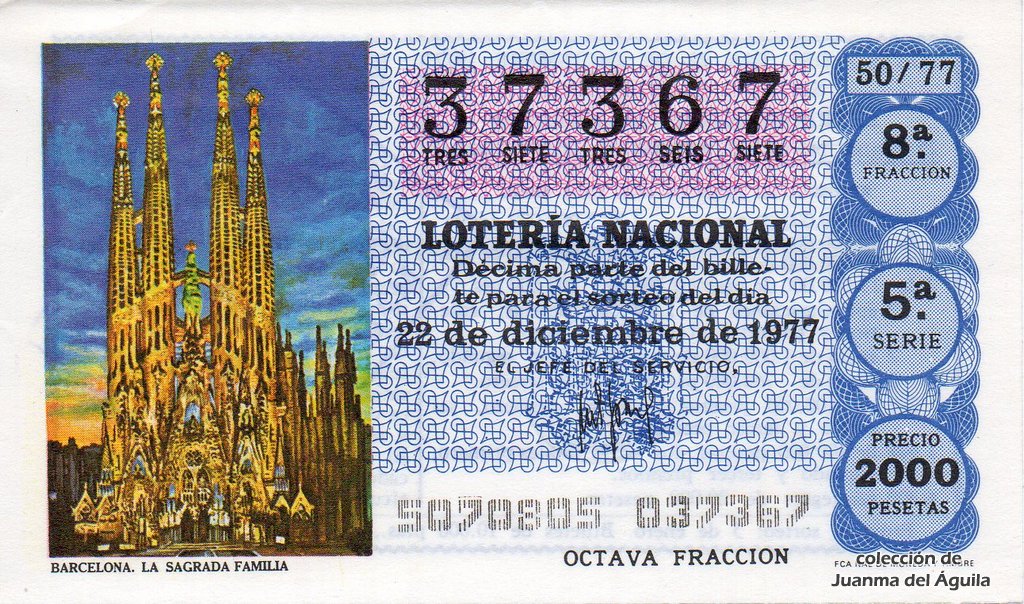 37367
TRES SIETE TRES SEIS SIETE
LOTERÍA NACIONAL
Décima parte del bille-
te para el sorteo del día
22 de diciembre de 1977
EL JEFE DEL SERVICIO,
5070805 037367
OCTAVA FRACCION
BARCELONA. LA SAGRADA FAMILIA
50/77
8ª.
FRACCION
5ª.
SERIE
PRECIO
2000
PESETAS
colección de
Juanma del Águila